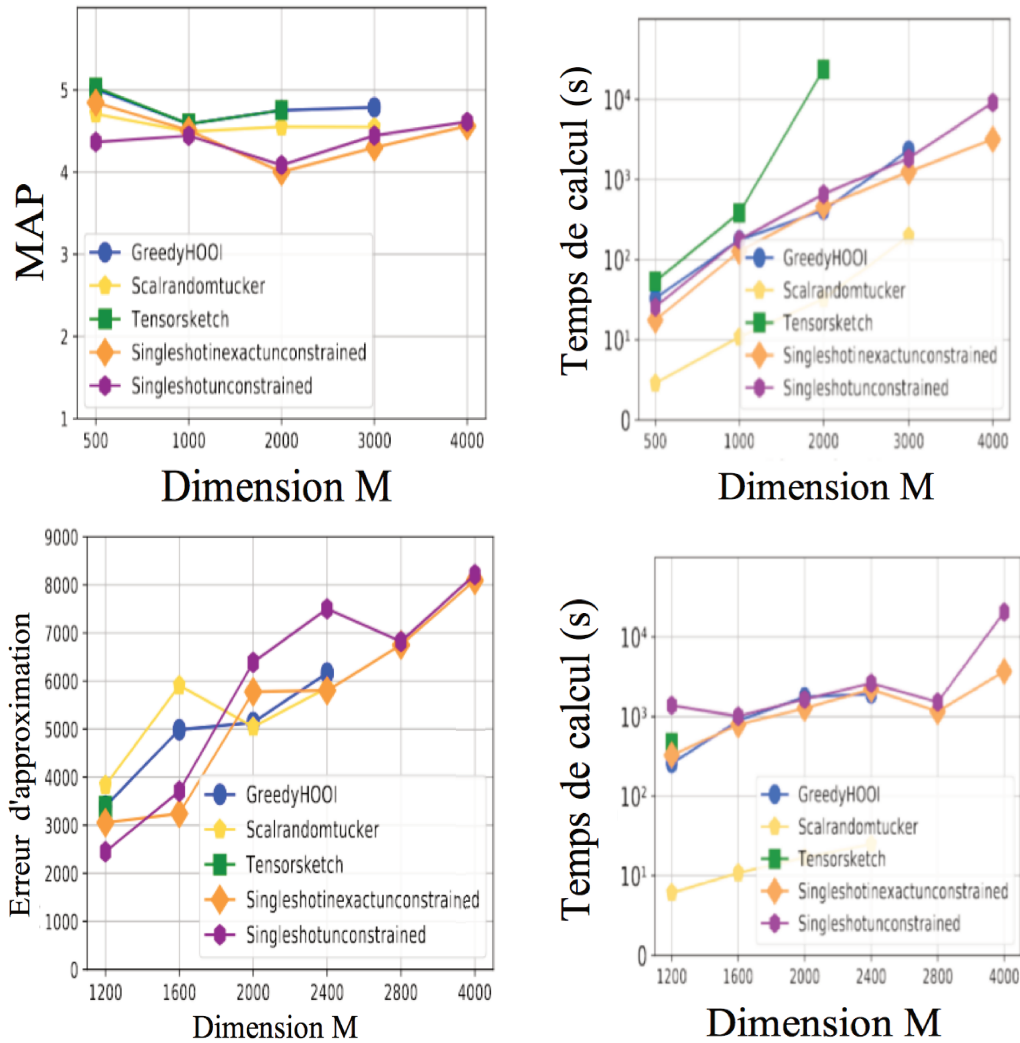 MAP
5
4
3
2
1
GreedyHOOI
Scalrandomtucker
Tensorsketch
Singleshotinexactunconstrained
Singleshotunconstrained
500 1000 2000 3000 4000
Dimension M
Temps de calcul (s)
10⁴
10³
10²
10¹
0
GreedyHOOI
Scalrandomtucker
Tensorsketch
Singleshotinexactunconstrained
Singleshotunconstrained
500 1000 2000 3000 4000
Dimension M
Erreur d'approximation
9000
8000
7000
6000
5000
4000
3000
2000
1000
0
GreedyHOOI
Scalrandomtucker
Tensorsketch
Singleshotinexactunconstrained
Singleshotunconstrained
1200 1600 2000 2400 2800 4000
Dimension M
Temps de calcul (s)
10⁴
10³
10²
10¹
0
GreedyHOOI
Scalrandomtucker
Tensorsketch
Singleshotinexactunconstrained
Singleshotunconstrained
1200 1600 2000 2400 2800 4000
Dimension M